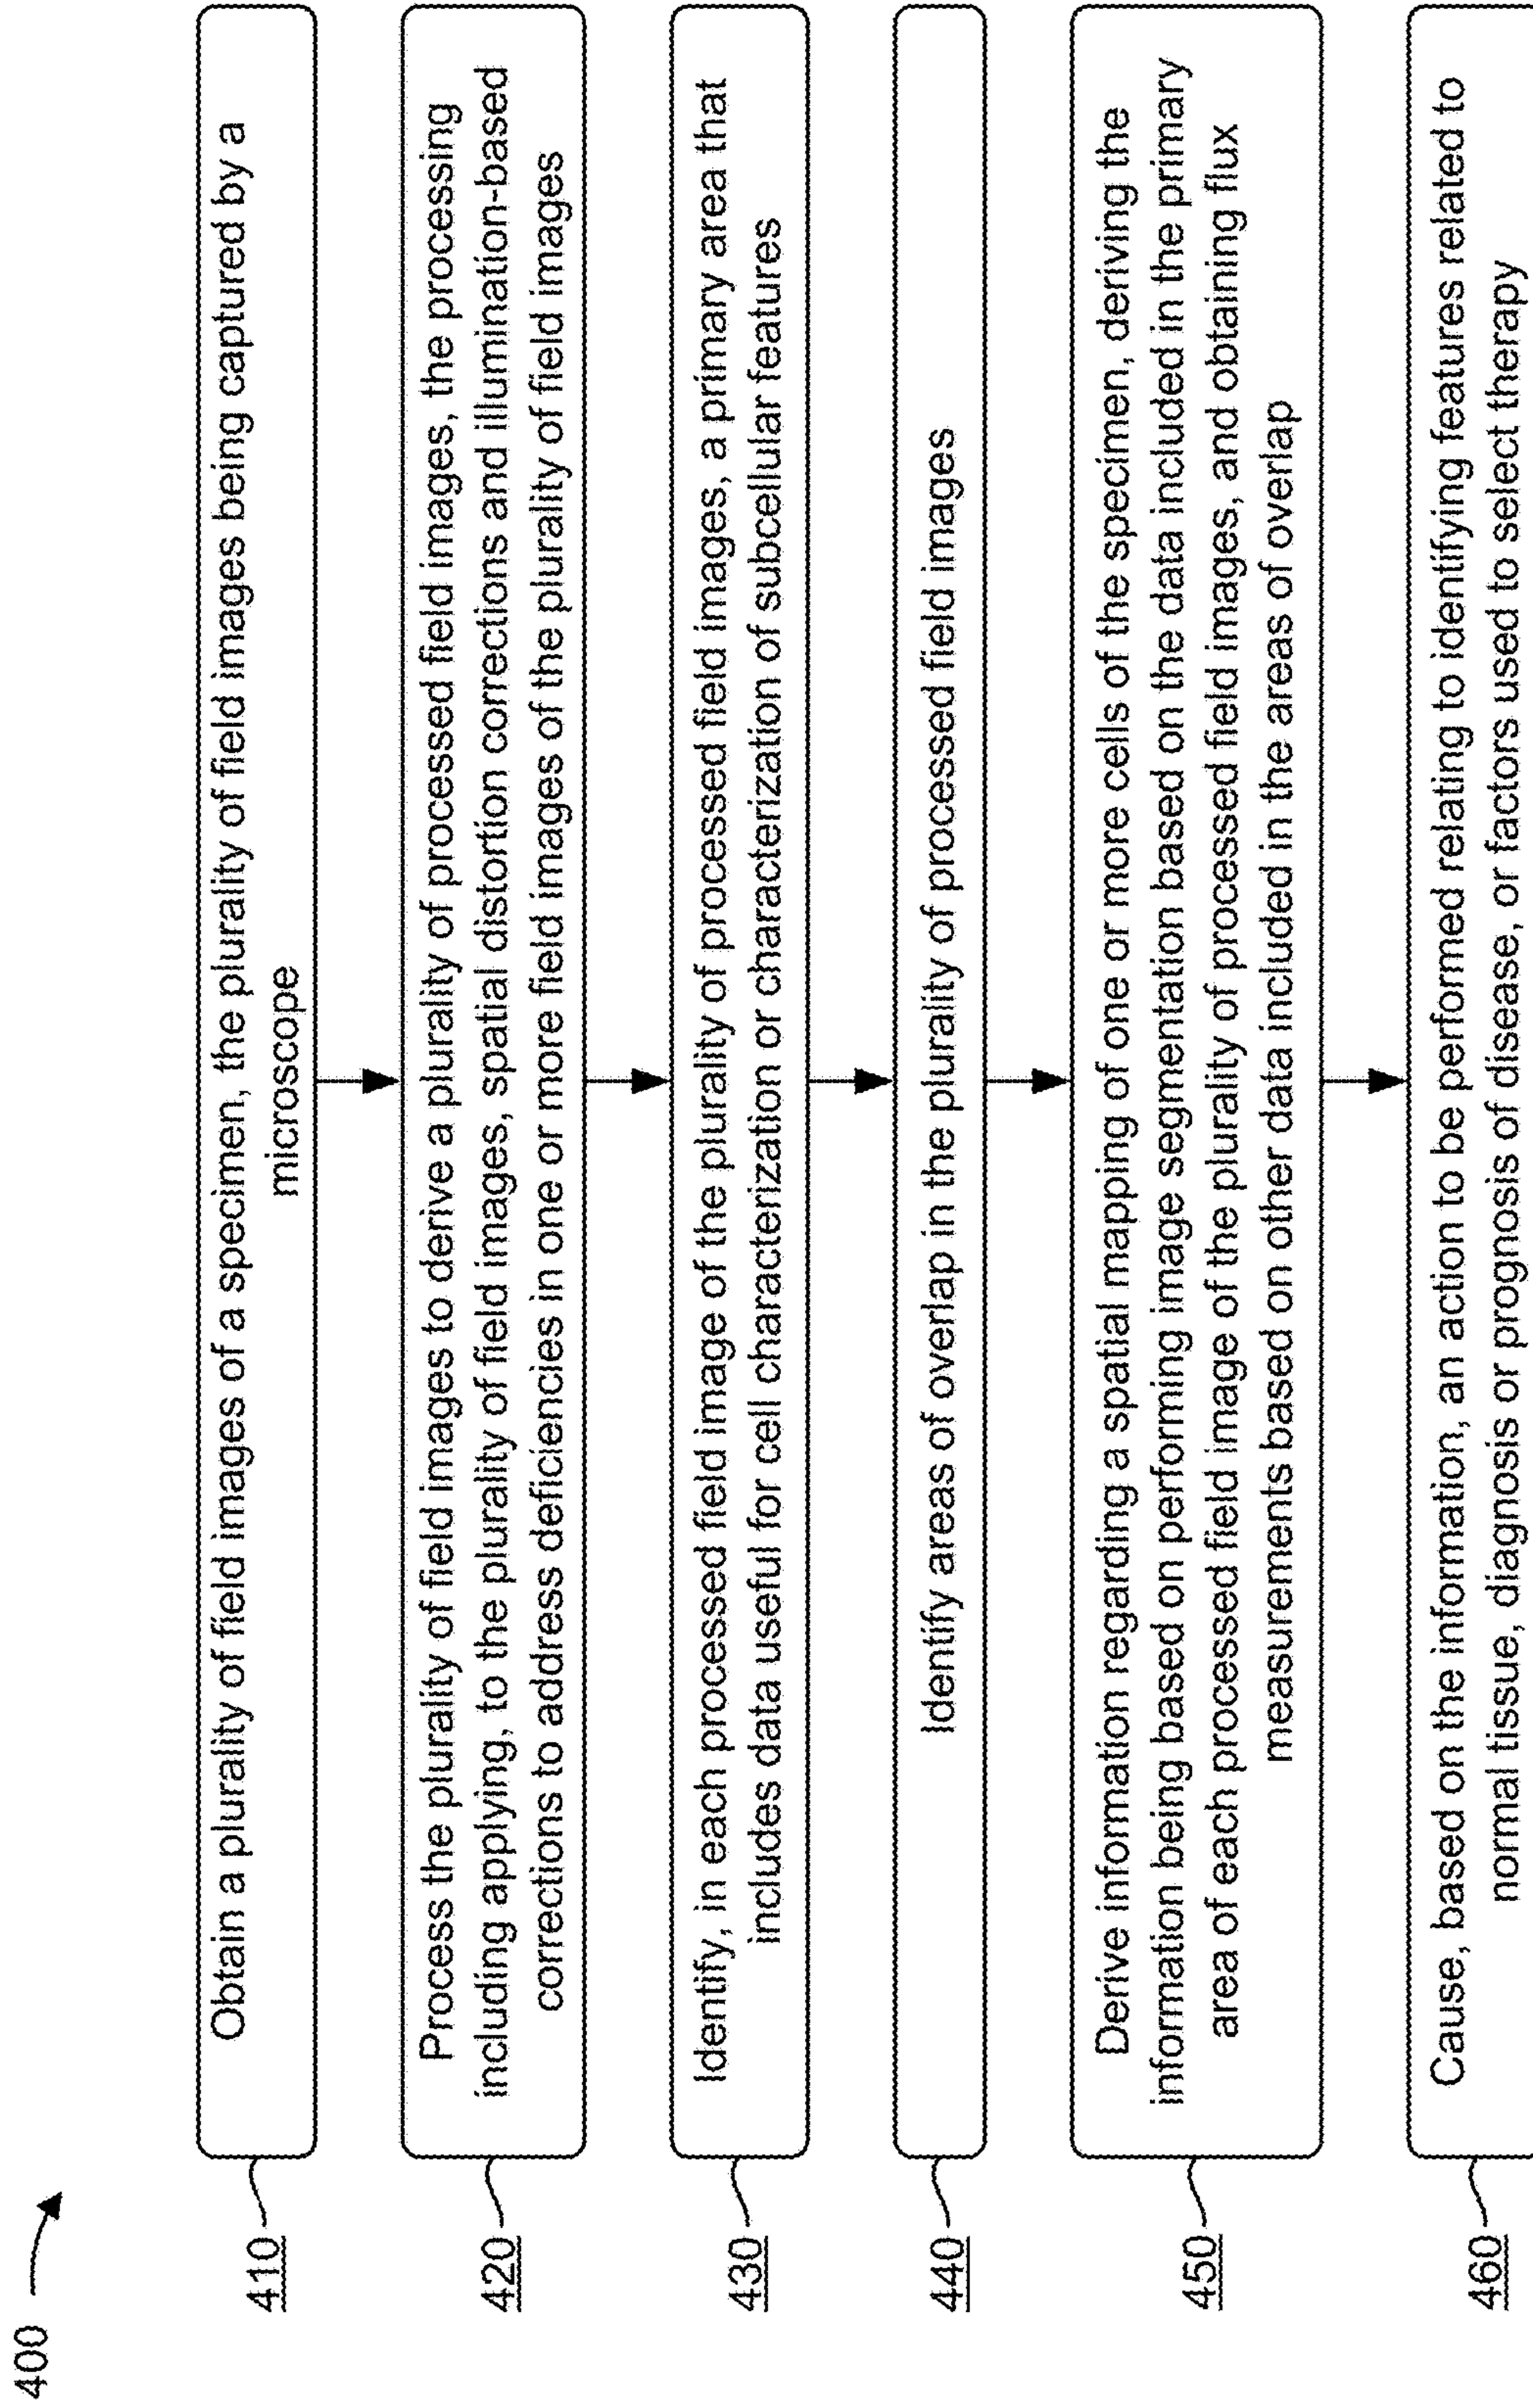 400
410
Obtain a plurality of field images of a specimen, the plurality of field images being captured by a
microscope
420
Process the plurality of field images to derive a plurality of processed field images, the processing
including applying, to the plurality of field images, spatial distortion corrections and illumination-based
corrections to address deficiencies in one or more field images of the plurality of field images
430
Identify, in each processed field image of the plurality of processed field images, a primary area that
includes data useful for cell characterization or characterization of subcellular features
440
Identify areas of overlap in the plurality of processed field images
450
Derive information regarding a spatial mapping of one or more cells of the specimen, deriving the
information being based on performing image segmentation based on the data included in the primary
area of each processed field image of the plurality of processed field images, and obtaining flux
measurements based on other data included in the areas of overlap
460
Cause, based on the information, an action to be performed relating to identifying features related to
normal tissue, diagnosis or prognosis of disease, or factors used to select therapy